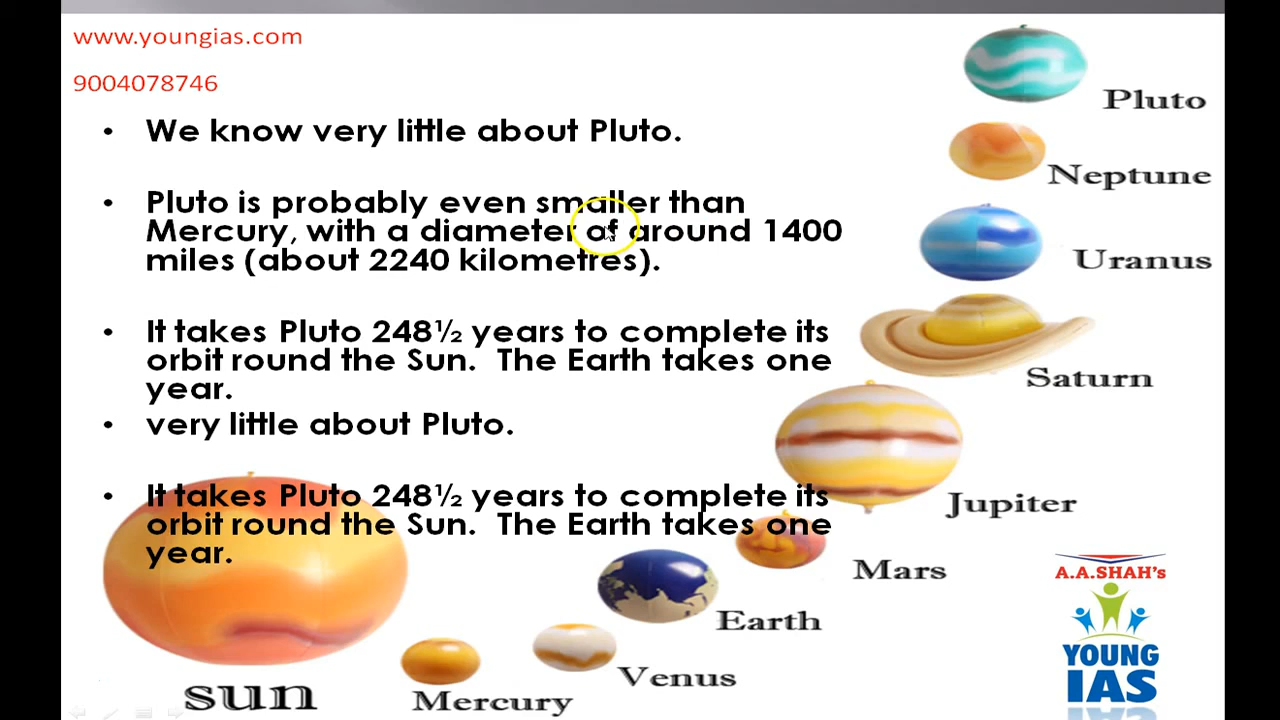 www.youngias.com
9004078746
• We know very little about Pluto.
• Pluto is probably even smaller than
Mercury, with a diameter of around 1400
miles (about 2240 kilometres).
• It takes Pluto 248½ years to complete its
orbit round the Sun. The Earth takes one
year.
• very little about Pluto.
• It takes Pluto 248½ years to complete its
orbit round the Sun. The Earth takes one
year.
Pluto
Neptune
Uranus
Saturn
Jupiter
Mars
Earth
Venus
Mercury
sun
A.A.SHAH's
YOUNG
IAS